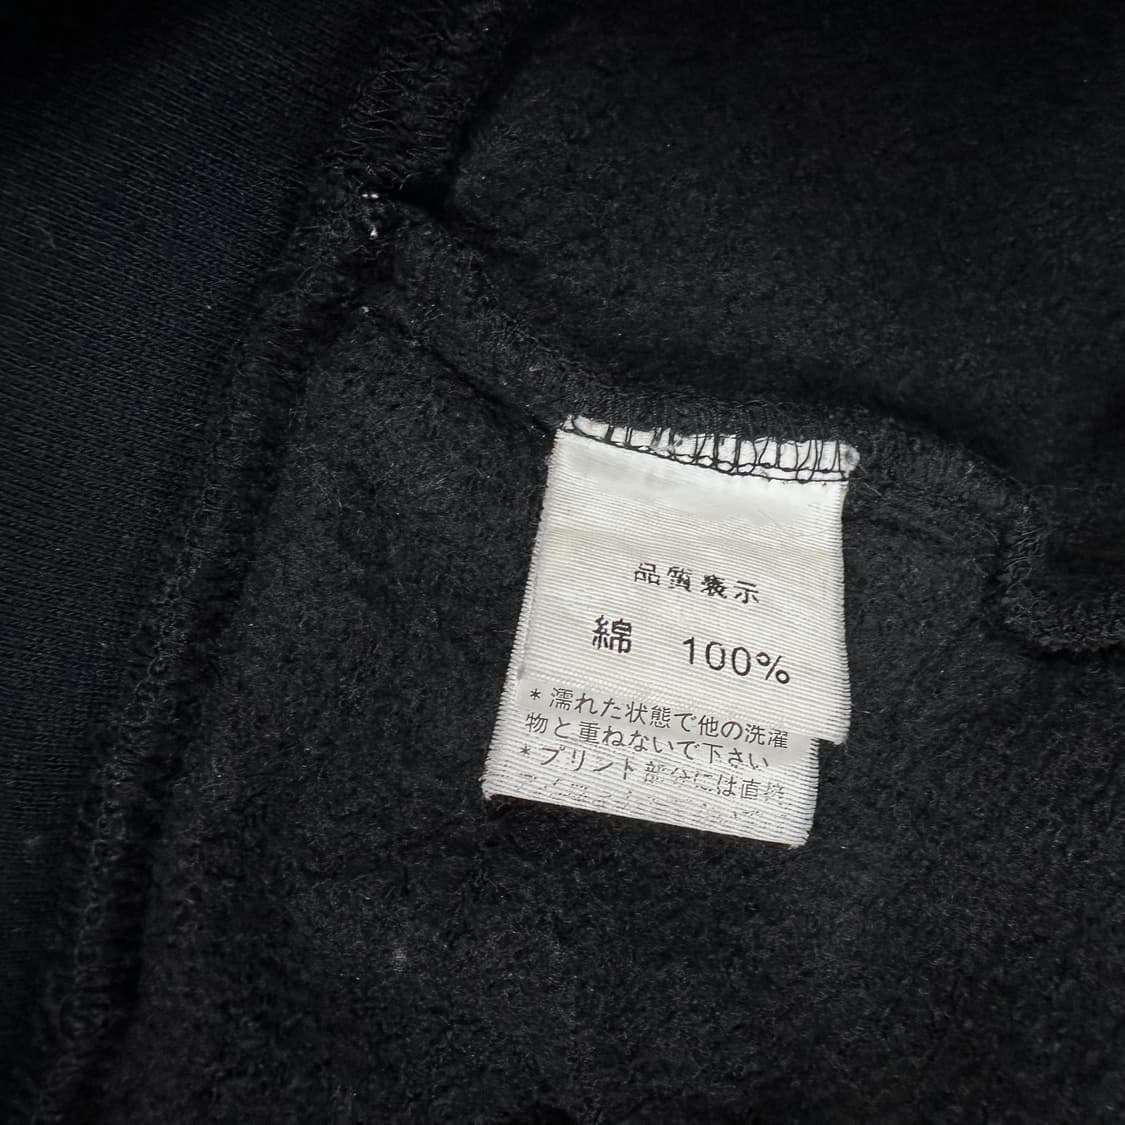 品質表示
綿 100%
* 濡れた状態で他の洗濯
物と重ねないで下さい
* プリント部分には直接